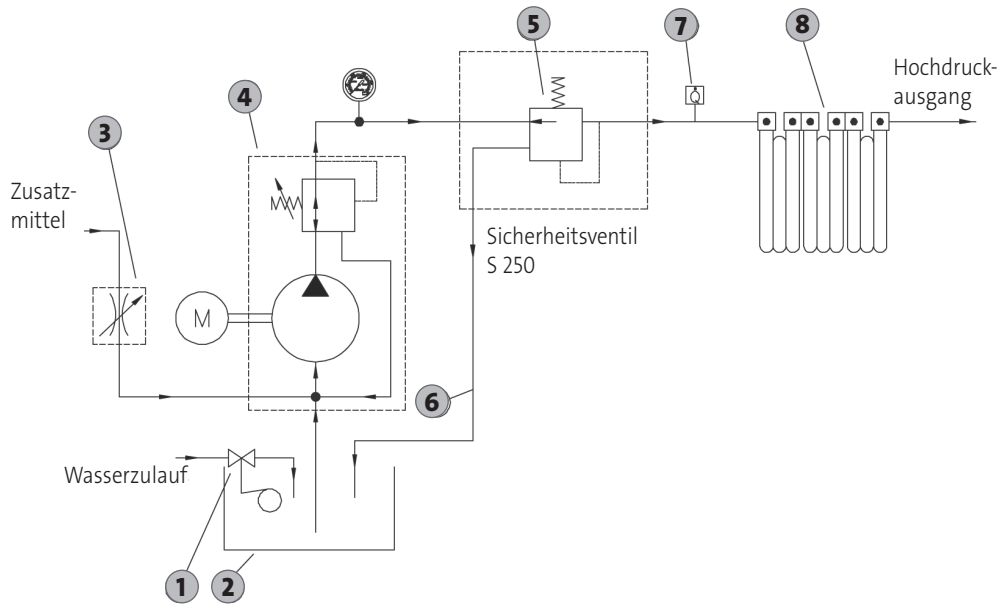 5
7
8
Hochdruck-
ausgang
4
3
Zusatz-
mittel
Sicherheitsventil
S 250
M
6
Wasserzulauf
1
2
Q